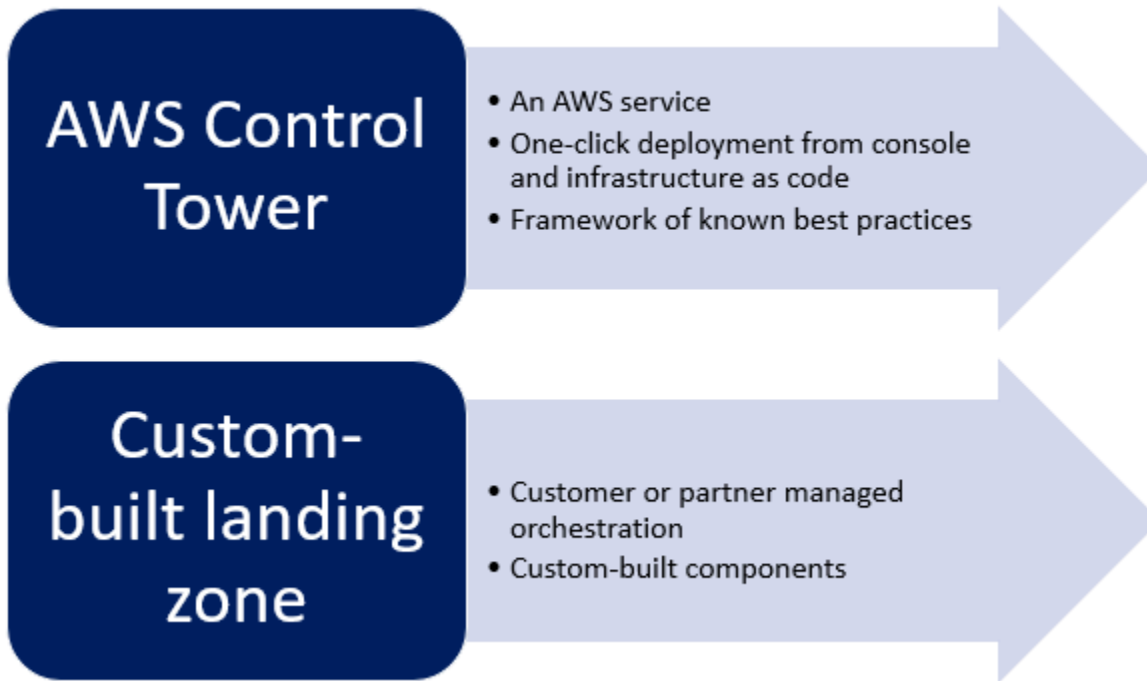 AWS Control
Tower
• An AWS service
• One-click deployment from console
and infrastructure as code
• Framework of known best practices
Custom-
built landing
zone
• Customer or partner managed
orchestration
• Custom-built components